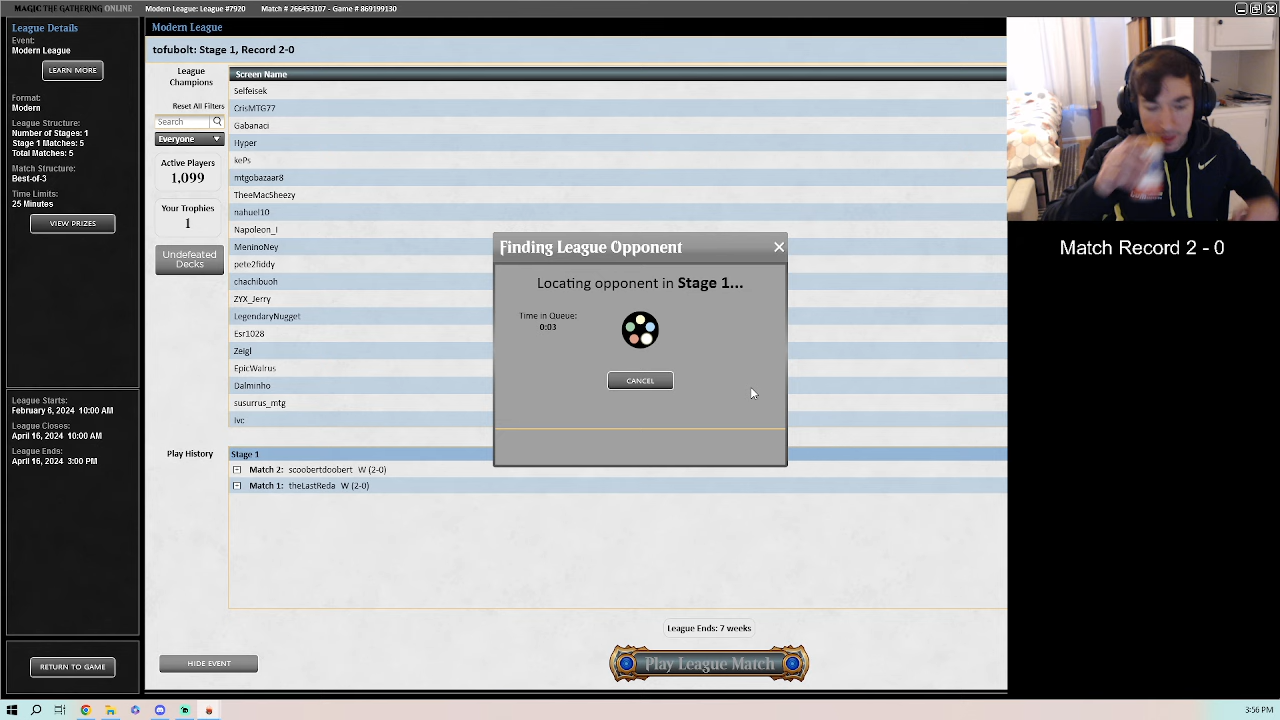 MAGIC THE GATHERING ONLINE
Modern League: League #7920
Match # 266453107 - Game # 869199130
League Details
Event:
Modern League
LEARN MORE
Format:
Modern
League Structure:
Number of Stages: 1
Stage 1 Matches: 5
Total Matches: 5
Match Structure:
Best-of-3
Time Limits:
25 Minutes
VIEW PRIZES
League Starts:
February 6, 2024 10:00 AM
League Closes:
April 16, 2024 10:00 AM
League Ends:
April 16, 2024 3:00 PM
RETURN TO GAME
Modern League
tofubolt: Stage 1, Record 2-0
League
Champions
Reset All Filters
Search
Everyone
Active Players
1,099
Your Trophies
1
Undefeated
Decks
Screen Name
Selfeisek
CrisMTG77
Gabanaci
Hyper
kePs
mtgobazaar8
TheeMacSheezy
nahuel10
Napoleon_I
MeninoNey
pete2fiddy
chachibuoh
ZYX_Jerry
LegendaryNugget
Esr1028
Zeigl
EpicWalrus
Dalminho
susurrus_mtg
Finding League Opponent
Locating opponent in Stage 1...
Time in Queue:
0:03
CANCEL
Play History
Stage 1
Match 2: scoobertdoobert W (2-0)
Match 1: theLastReda W (2-0)
League Ends: 7 weeks
HIDE EVENT
Play League Match
Match Record 2 - 0
3:56 PM